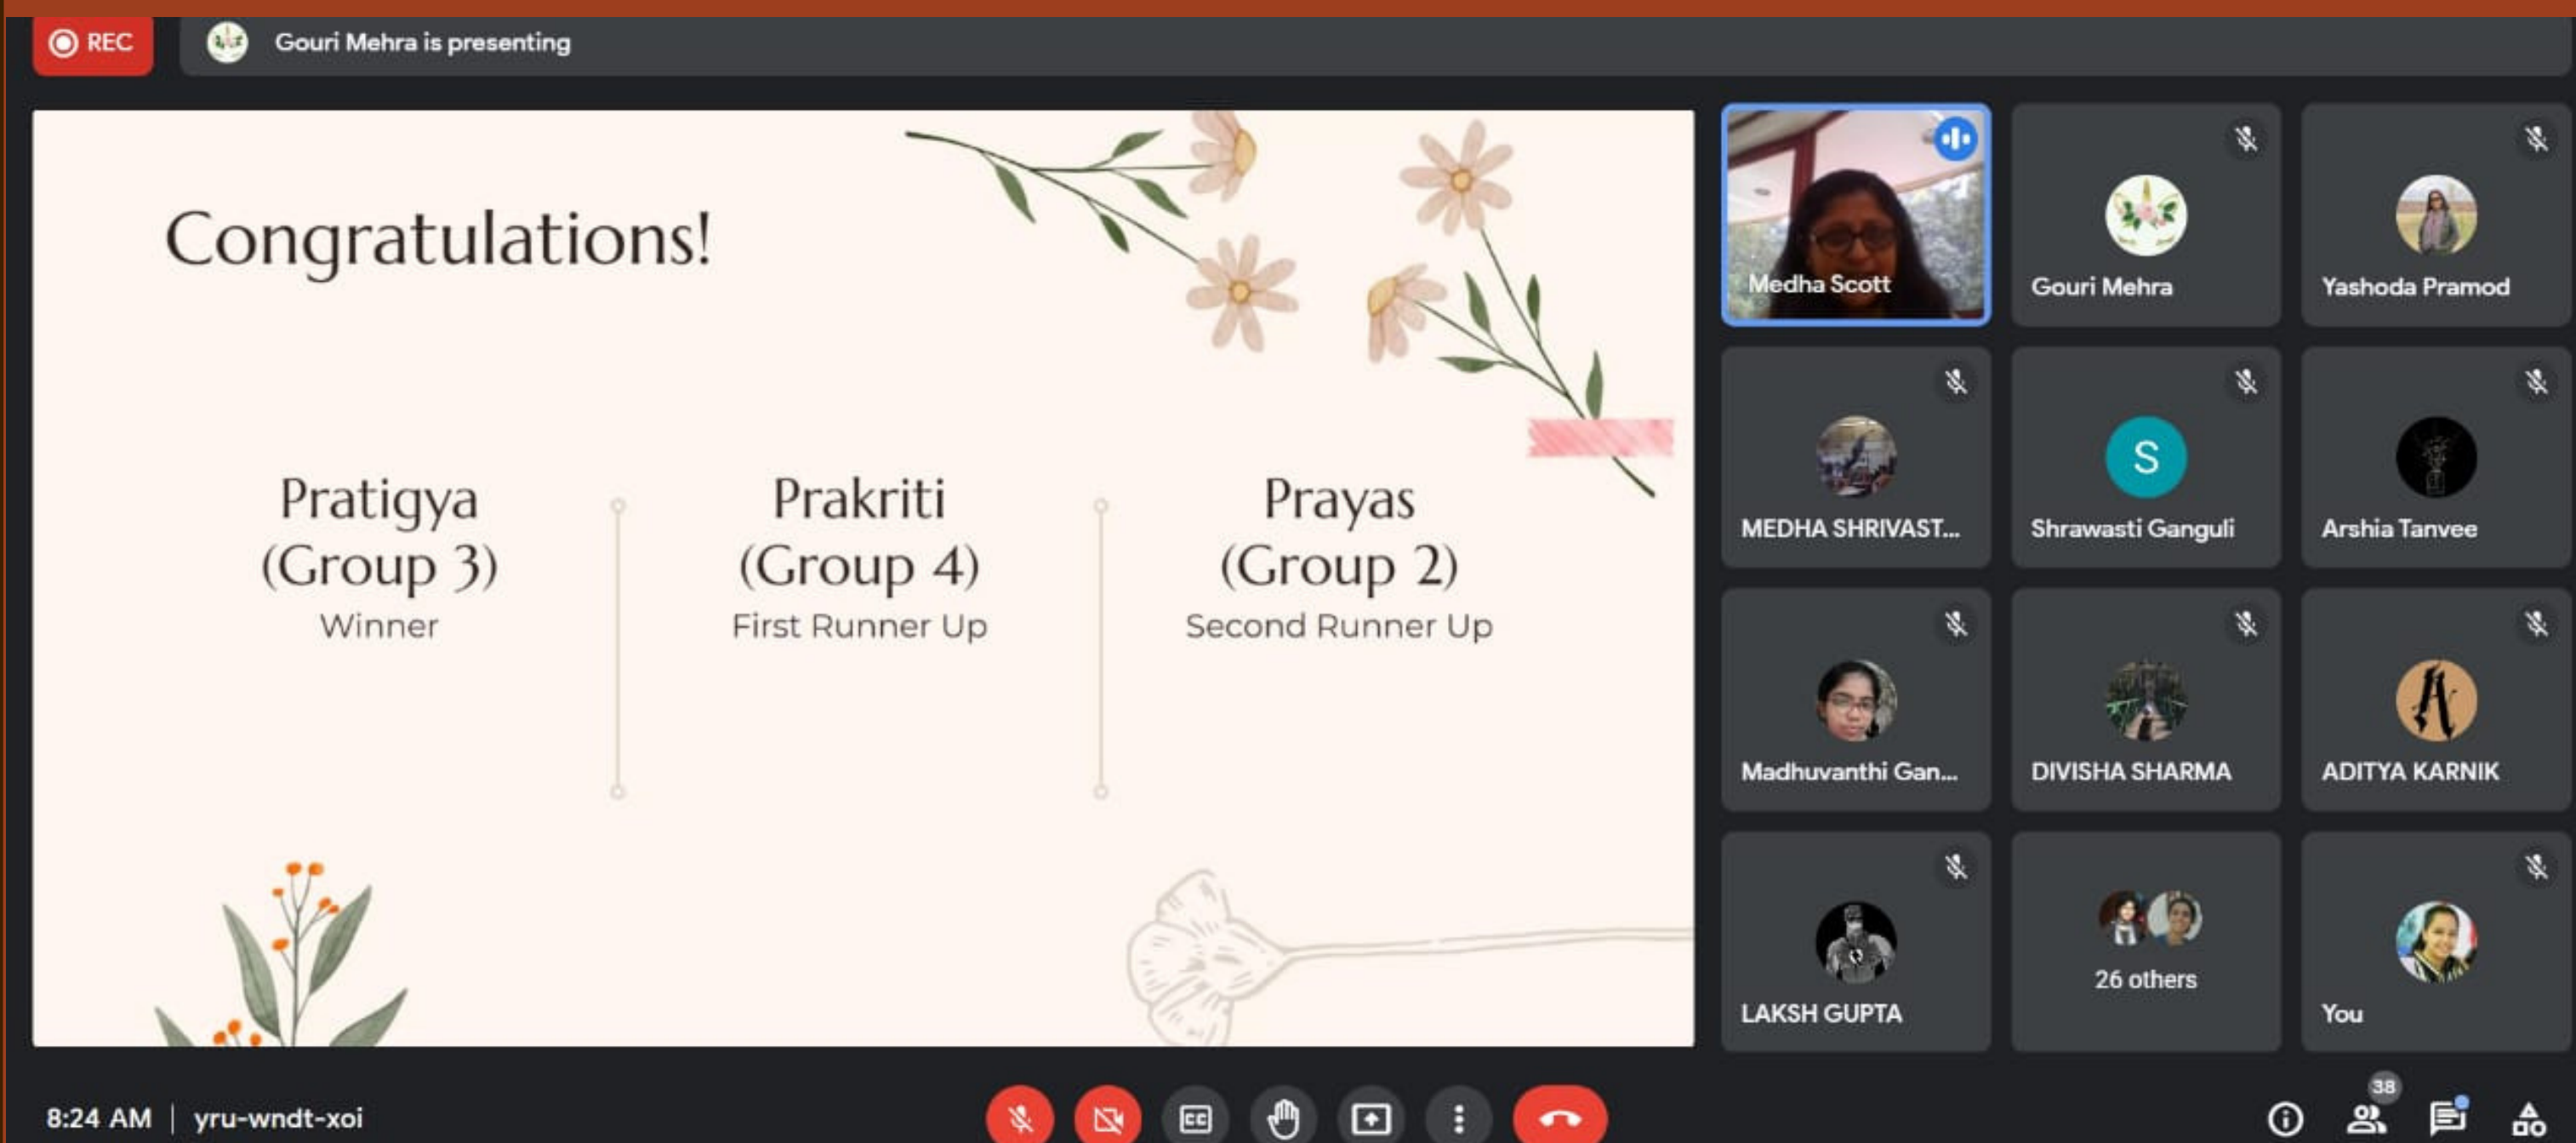 REC
Gouri Mehra is presenting
Congratulations!
Pratigya
(Group 3)
Winner
Prakriti
(Group 4)
First Runner Up
Prayas
(Group 2)
Second Runner Up
Medha Scott
Gouri Mehra
Yashoda Pramod
MEDHA SHRIVAST...
S
Shrawasti Ganguli
Arshia Tanvee
Madhuvanthi Gan...
DIVISHA SHARMA
A
ADITYA KARNIK
LAKSH GUPTA
26 others
You
8:24 AM | yru-wndt-xoi
CC
38